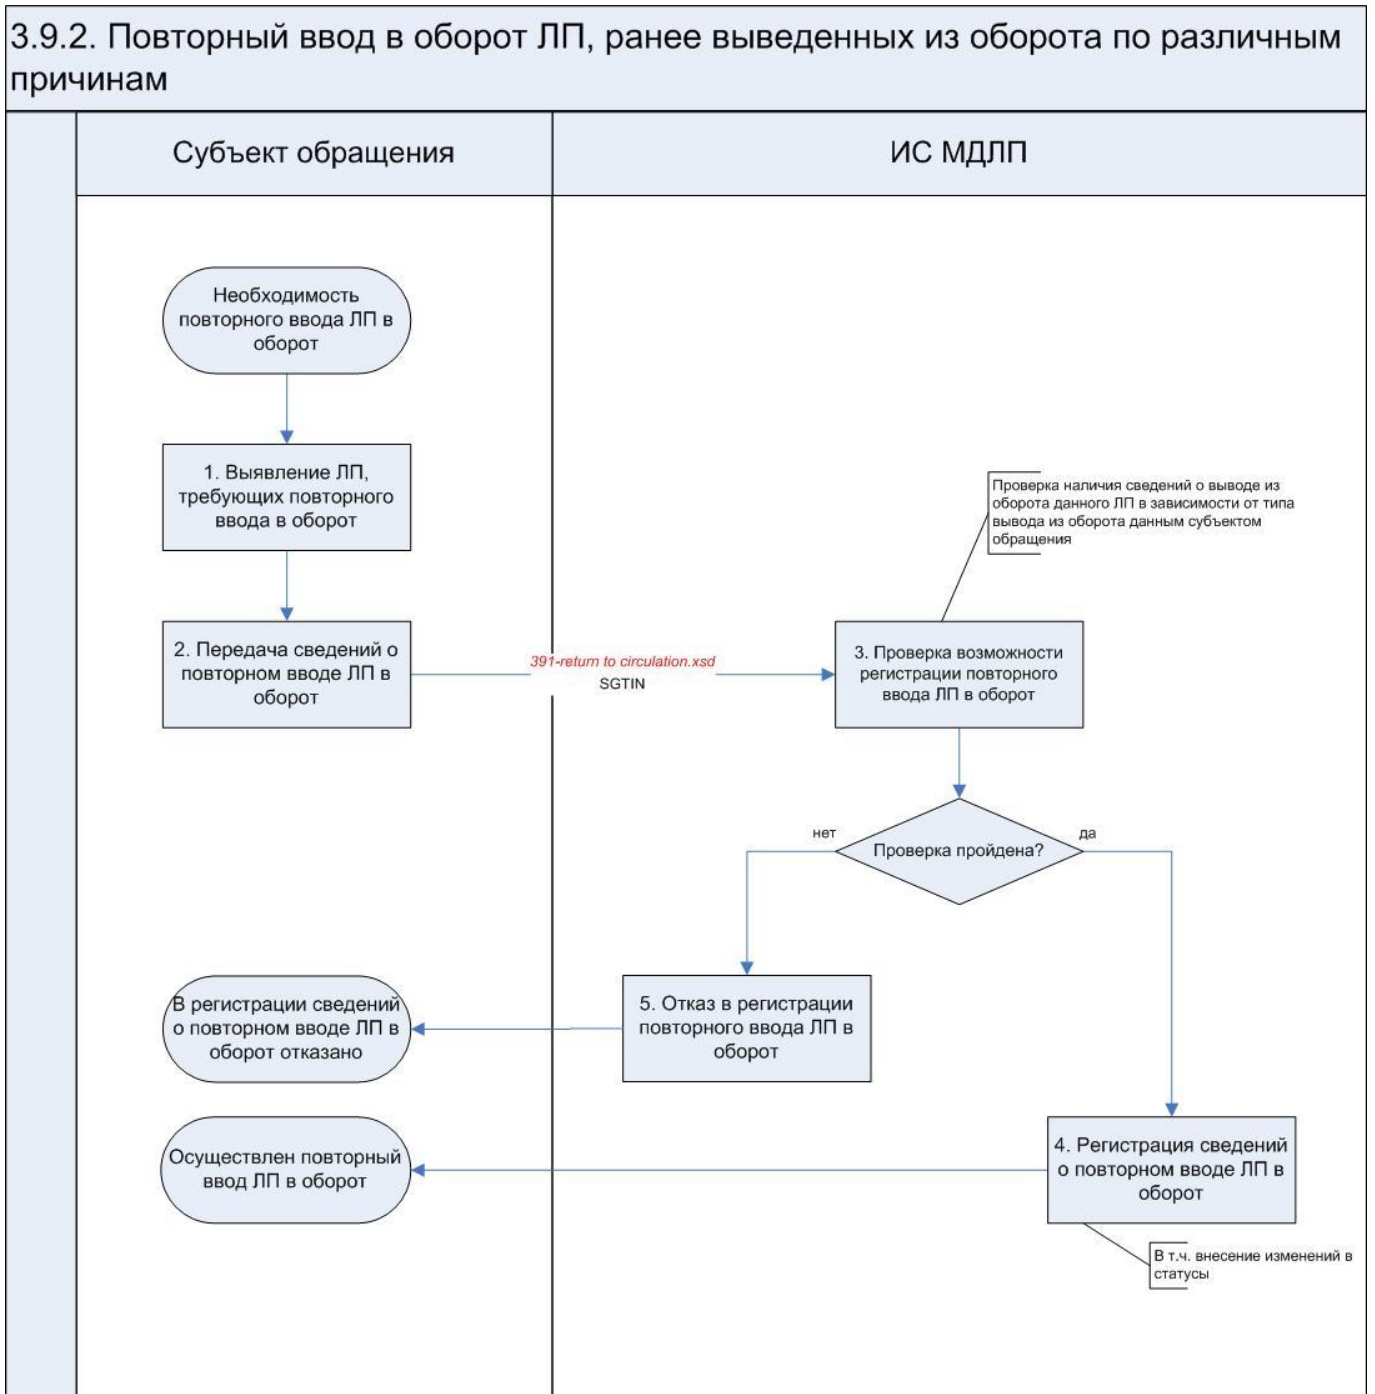 3.9.2. Повторный ввод в оборот ЛП, ранее выведенных из оборота по различным
причинам
Субъект обращения
ИС МДЛП
Необходимость
повторного ввода ЛП в
оборот
1. Выявление ЛП,
требующих повторного
ввода в оборот
Проверка наличия сведений о выводе из
оборота данного ЛП в зависимости от типа
вывода из оборота данным субъектом
обращения
2. Передача сведений о
повторном вводе ЛП в
оборот
391-return to circulation.xsd
SGTIN
3. Проверка возможности
регистрации повторного
ввода ЛП в оборот
нет
да
Проверка пройдена?
В регистрации сведений
о повторном вводе ЛП в
оборот отказано
5. Отказ в регистрации
повторного ввода ЛП в
оборот
Осуществлен повторный
ввод ЛП в оборот
4. Регистрация сведений
о повторном вводе ЛП в
оборот
В т.ч. внесение изменений в
статусы